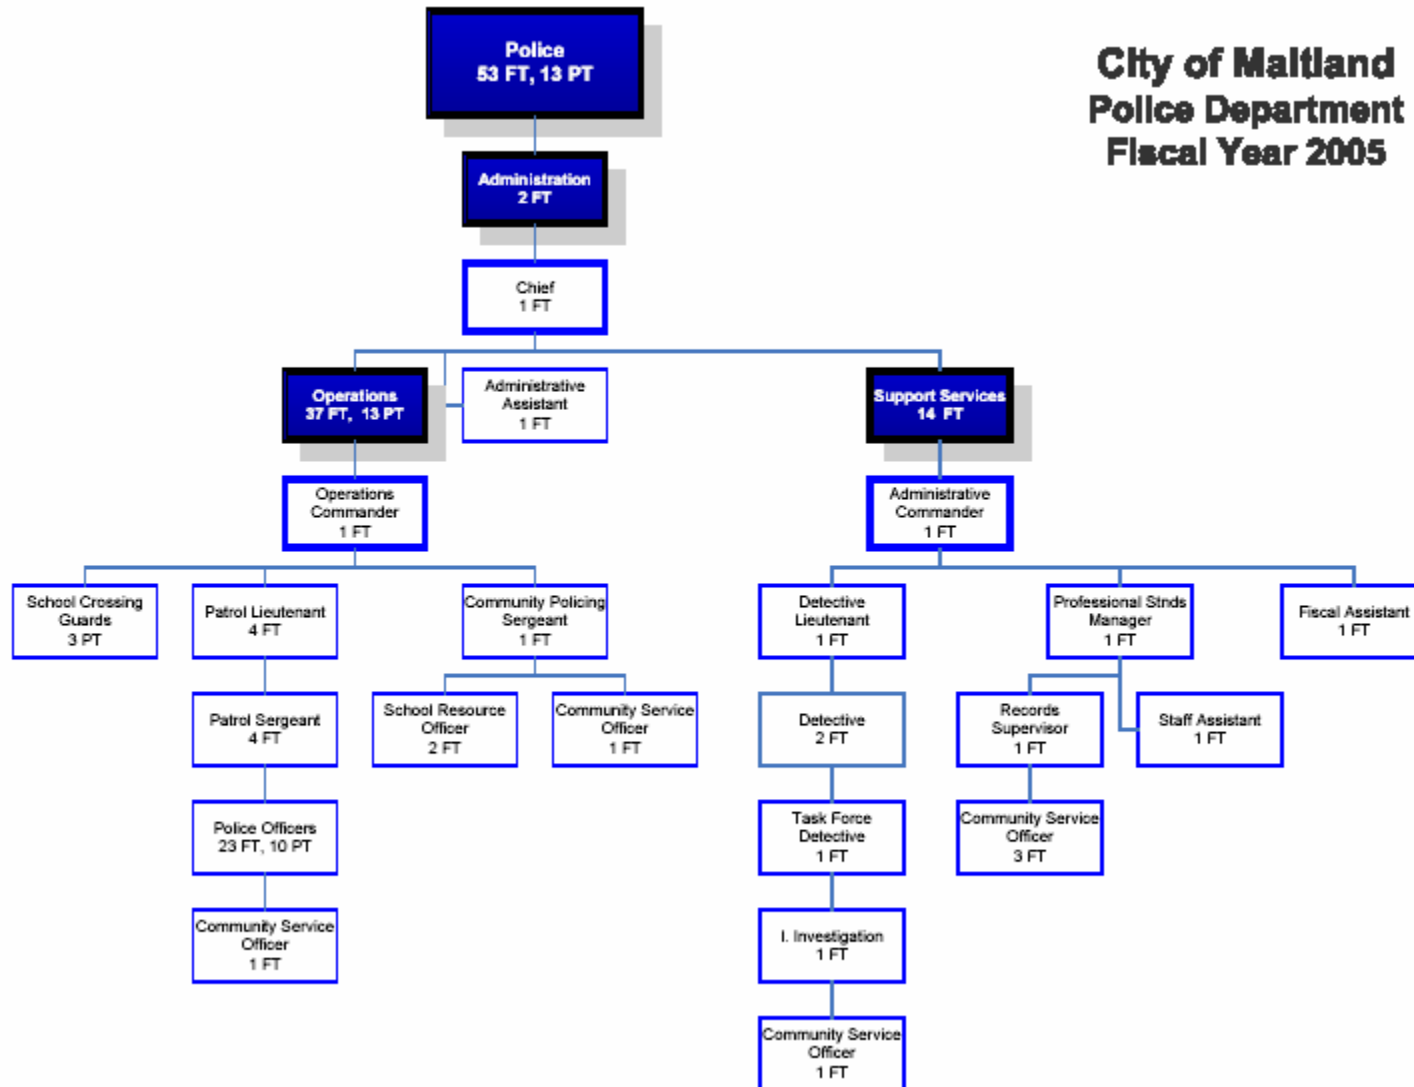 City of Maitland
Police Department
Fiscal Year 2005
Police
53 FT, 13 PT
Administration
2 FT
Chief
1 FT
Operations
37 FT, 13 PT
Administrative
Assistant
1 FT
Support Services
14 FT
Operations
Commander
1 FT
Administrative
Commander
1 FT
School Crossing
Guards
3 PT
Patrol Lieutenant
4 FT
Community Policing
Sergeant
1 FT
Detective
Lieutenant
1 FT
Professional Stnds
Manager
1 FT
Fiscal Assistant
1 FT
Patrol Sergeant
4 FT
School Resource
Officer
2 FT
Community Service
Officer
1 FT
Detective
2 FT
Records
Supervisor
1 FT
Staff Assistant
1 FT
Police Officers
23 FT, 10 PT
Task Force
Detective
1 FT
Community Service
Officer
3 FT
Community Service
Officer
1 FT
I. Investigation
1 FT
Community Service
Officer
1 FT